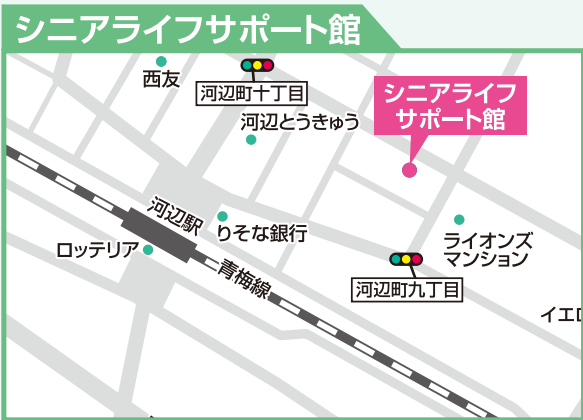 シニアライフサポート館
西友
河辺町十丁目
河辺とうきゅう
シニアライフ
サポート館
河辺駅
りそな銀行
ロッテリア
青梅線
ライオンズ
マンション
河辺町九丁目
イエロ